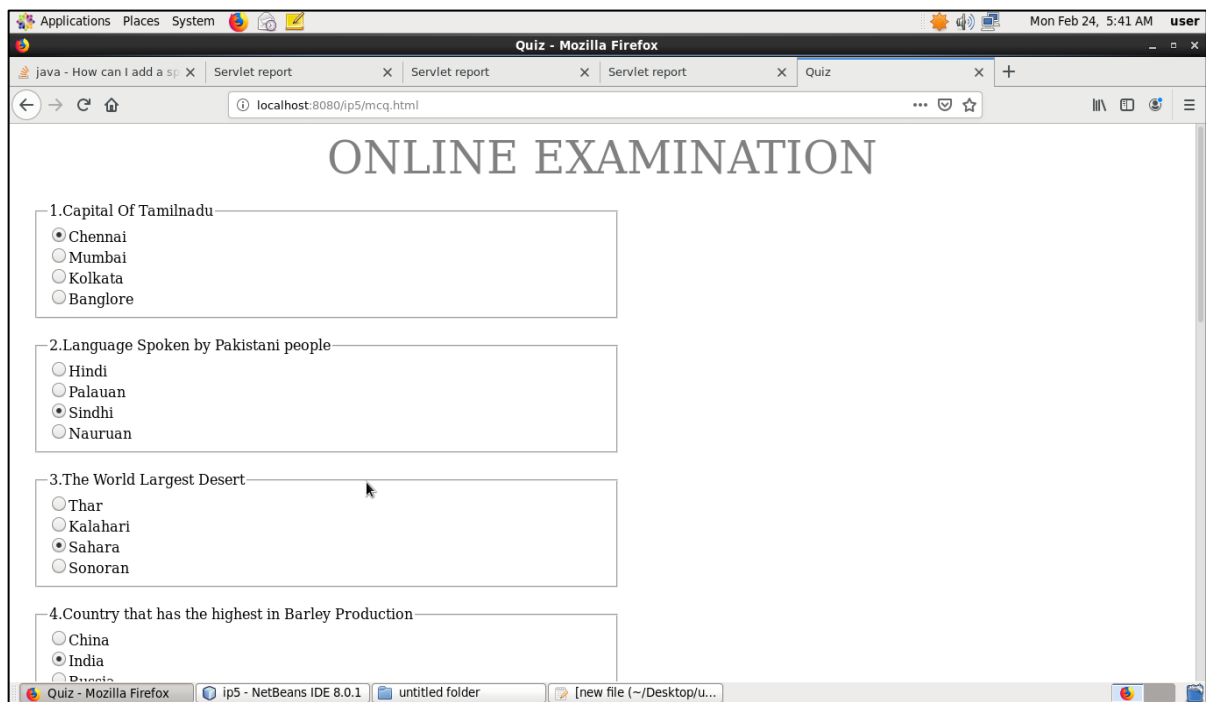 Applications Places System Mon Feb 24, 5:41 AM user
Quiz - Mozilla Firefox
java - How can I add a sp Servlet report Servlet report Servlet report Quiz
localhost:8080/ip5/mcq.html
ONLINE EXAMINATION
1.Capital Of Tamilnadu
Chennai
Mumbai
Kolkata
Banglore
2.Language Spoken by Pakistani people
Hindi
Palauan
Sindhi
Nauruan
3.The World Largest Desert
Thar
Kalahari
Sahara
Sonoran
4.Country that has the highest in Barley Production
China
India
Russia
Quiz - Mozilla Firefox ip5 - NetBeans IDE 8.0.1 untitled folder [new file (~/Desktop/u...